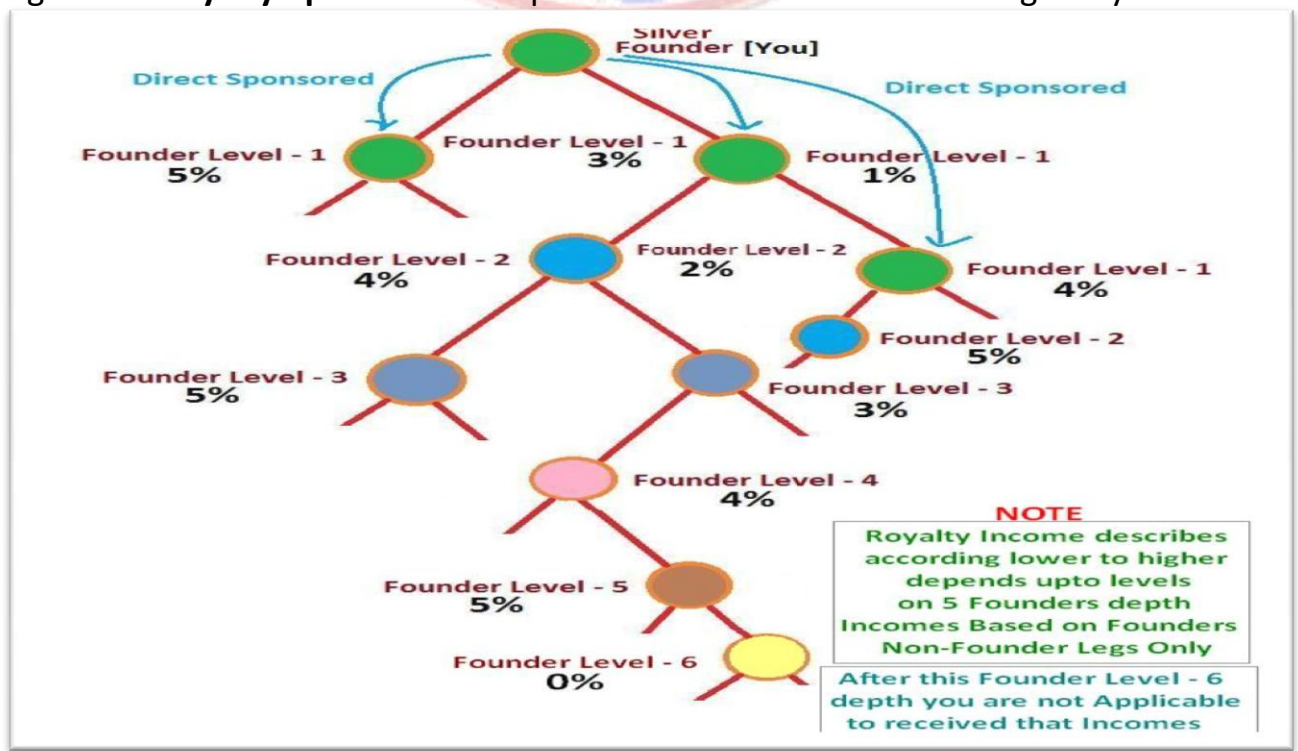 Silver
Founder [You]
Direct Sponsored
Direct Sponsored
Founder Level - 1
5%
Founder Level - 1
3%
Founder Level - 1
1%
Founder Level - 2
4%
Founder Level - 2
2%
Founder Level - 1
4%
Founder Level - 2
5%
Founder Level - 3
5%
Founder Level - 3
3%
Founder Level - 4
4%
Founder Level - 5
5%
Founder Level - 6
0%
NOTE
Royalty Income describes
according lower to higher
depends upto levels
on 5 Founders depth
Incomes Based on Founders
Non-Founder Legs Only
After this Founder Level - 6
depth you are not Applicable
to received that Incomes